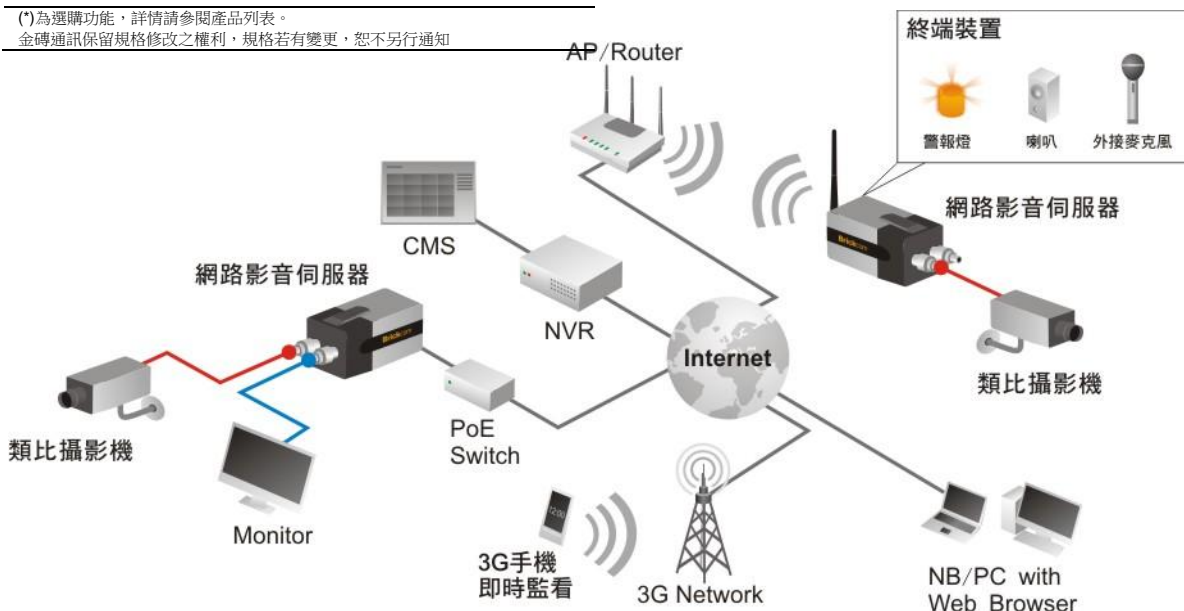 (*)為選購功能，詳情請參閱產品列表。
金磚通訊保留規格修改之權利，規格若有變更，恕不另行通知
AP/Router
終端裝置
警報燈
喇叭
外接麥克風
CMS
NVR
網路影音伺服器
Brickcom
網路影音伺服器
Brickcom
Internet
類比攝影機
類比攝影機
PoE
Switch
Monitor
12:00
3G手機
即時監看
3G Network
NB/PC with
Web Browser